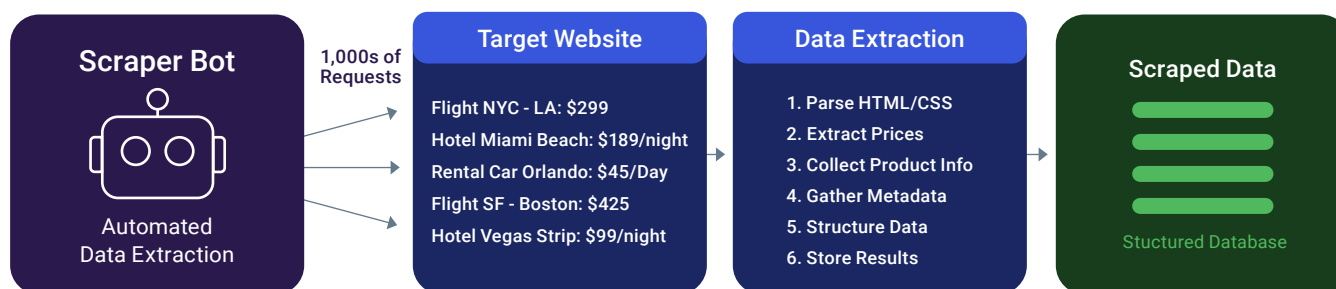 Scraper Bot
Automated
Data Extraction
1,000s of
Requests
Target Website
Flight NYC - LA: $299
Hotel Miami Beach: $189/night
Rental Car Orlando: $45/Day
Flight SF - Boston: $425
Hotel Vegas Strip: $99/night
Data Extraction
1. Parse HTML/CSS
2. Extract Prices
3. Collect Product Info
4. Gather Metadata
5. Structure Data
6. Store Results
Scraped Data
Stuctured Database